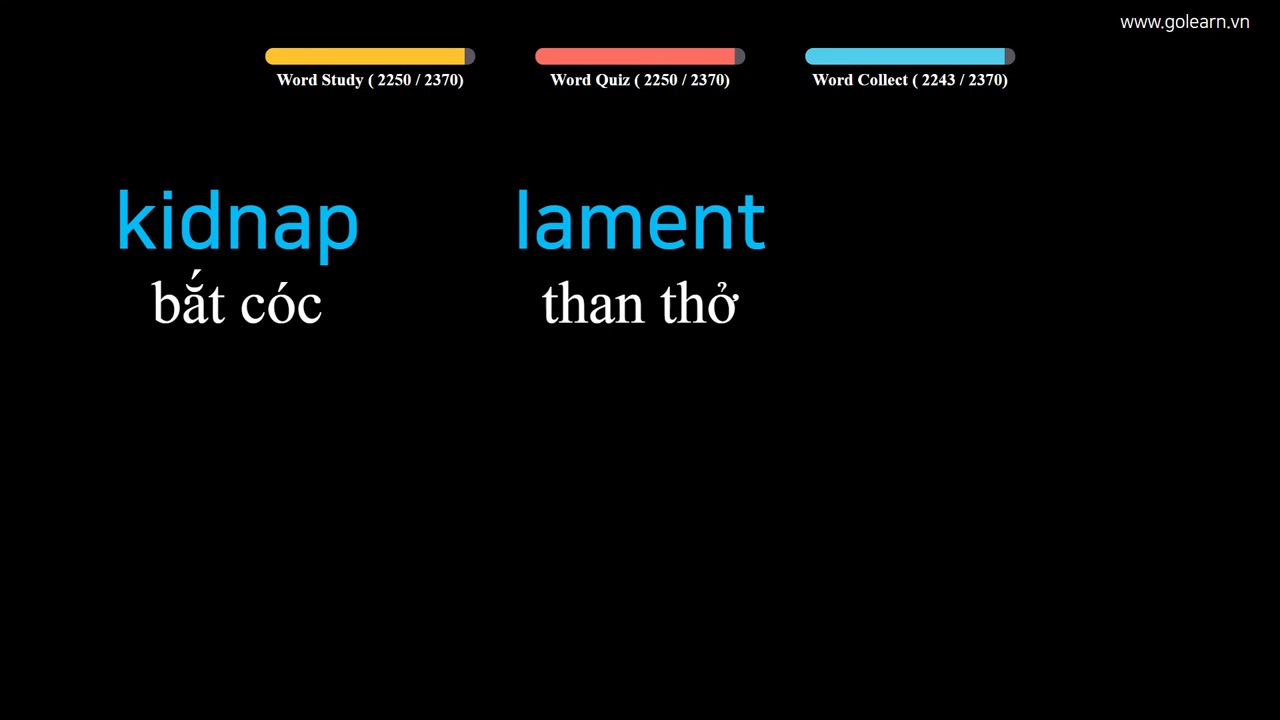 www.golearn.vn
Word Study ( 2250 / 2370)
Word Quiz ( 2250 / 2370)
Word Collect ( 2243 / 2370)
kidnap
bắt cóc
lament
than thở